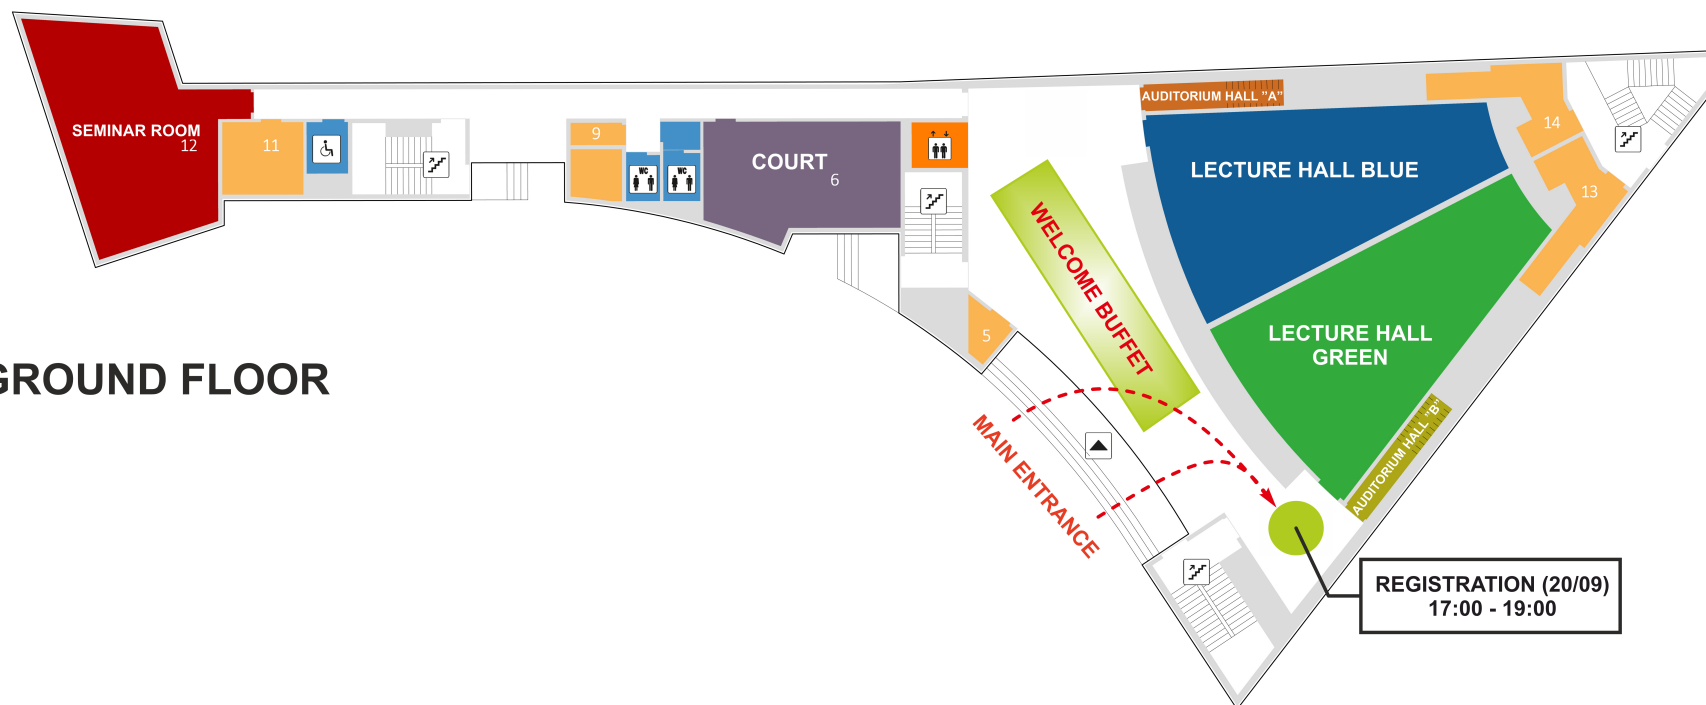 AUDITORIUM HALL "A"
SEMINAR ROOM
12
11
9
WC
WC
COURT
6
14
13
LECTURE HALL BLUE
WELCOME BUFFET
5
LECTURE HALL
GREEN
GROUND FLOOR
MAIN ENTRANCE
AUDITORIUM HALL "B"
REGISTRATION (20/09)
17:00 - 19:00